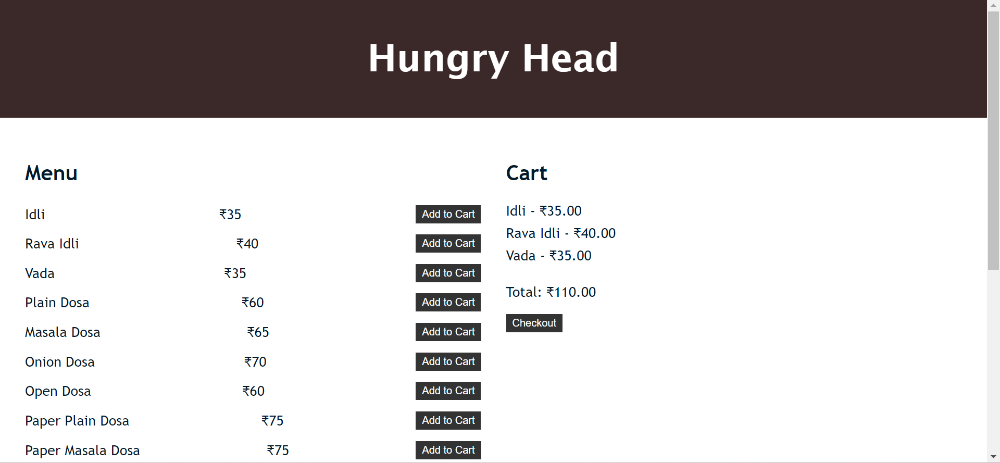 Hungry Head
Menu
Idli ₹35 Add to Cart
Rava Idli ₹40 Add to Cart
Vada ₹35 Add to Cart
Plain Dosa ₹60 Add to Cart
Masala Dosa ₹65 Add to Cart
Onion Dosa ₹70 Add to Cart
Open Dosa ₹60 Add to Cart
Paper Plain Dosa ₹75 Add to Cart
Paper Masala Dosa ₹75 Add to Cart
Cart
Idli - ₹35.00
Rava Idli - ₹40.00
Vada - ₹35.00
Total: ₹110.00
Checkout